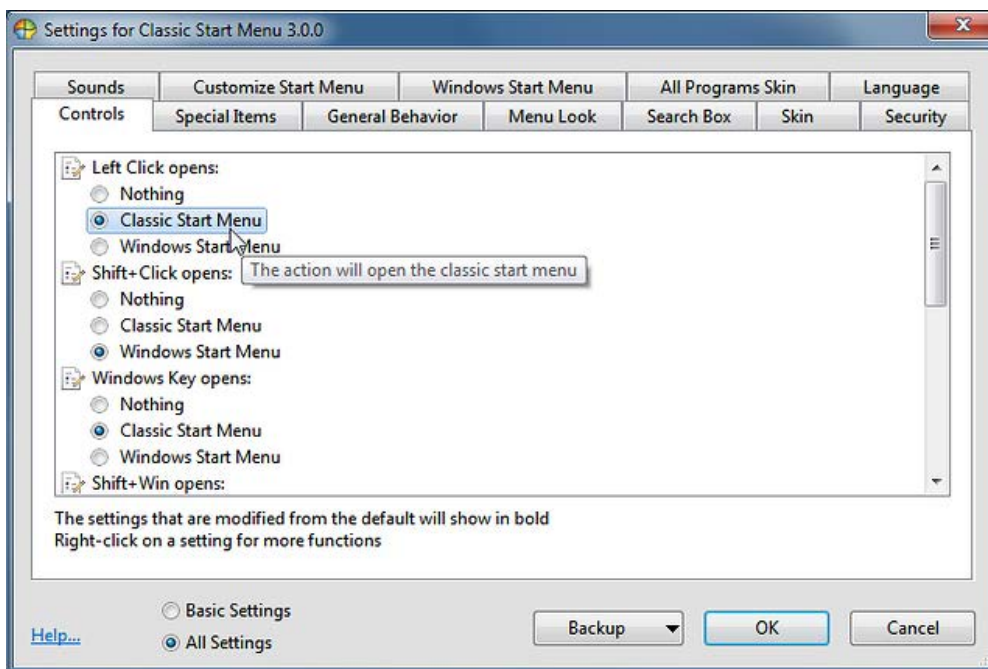 Settings for Classic Start Menu 3.0.0
Sounds Customize Start Menu Windows Start Menu All Programs Skin Language
Controls Special Items General Behavior Menu Look Search Box Skin Security
Left Click opens:
Nothing
Classic Start Menu
Windows Start Menu
The action will open the classic start menu
Shift+Click opens:
Nothing
Classic Start Menu
Windows Start Menu
Windows Key opens:
Nothing
Classic Start Menu
Windows Start Menu
Shift+Win opens:
The settings that are modified from the default will show in bold
Right-click on a setting for more functions
Help...
Basic Settings
All Settings
Backup OK Cancel